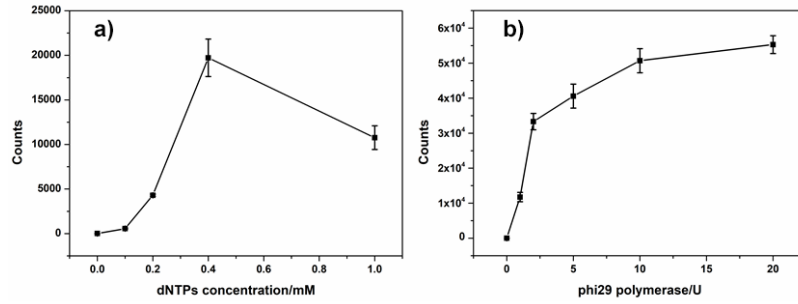 a)
25000
20000
15000
10000
5000
0
Counts
0.0 0.2 0.4 0.6 0.8 1.0
dNTPs concentration/mM
b)
6x10⁴
5x10⁴
4x10⁴
3x10⁴
2x10⁴
1x10⁴
0
Counts
0 5 10 15 20
phi29 polymerase/U